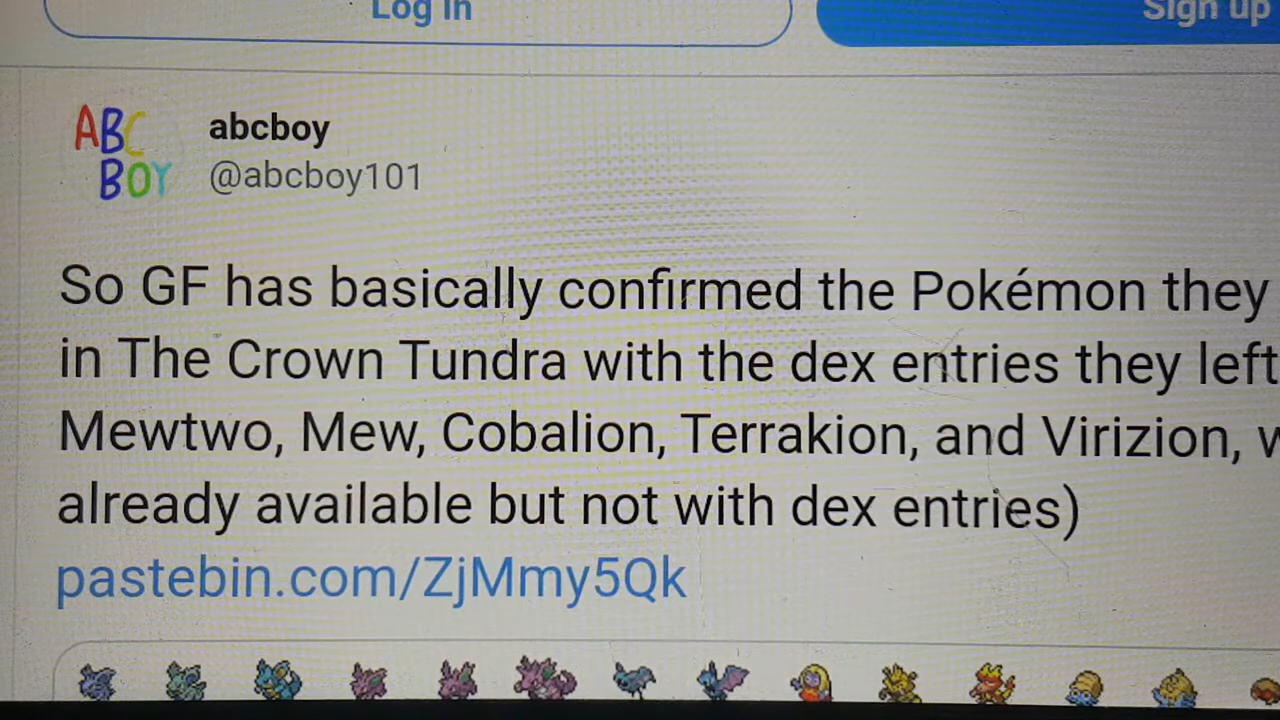 Log in
Sign up
ABC
BOY
abcboy
@abcboy101
So GF has basically confirmed the Pokémon they
in The Crown Tundra with the dex entries they left
Mewtwo, Mew, Cobalion, Terrakion, and Virizion, w
already available but not with dex entries)
pastebin.com/ZjMmy5Qk